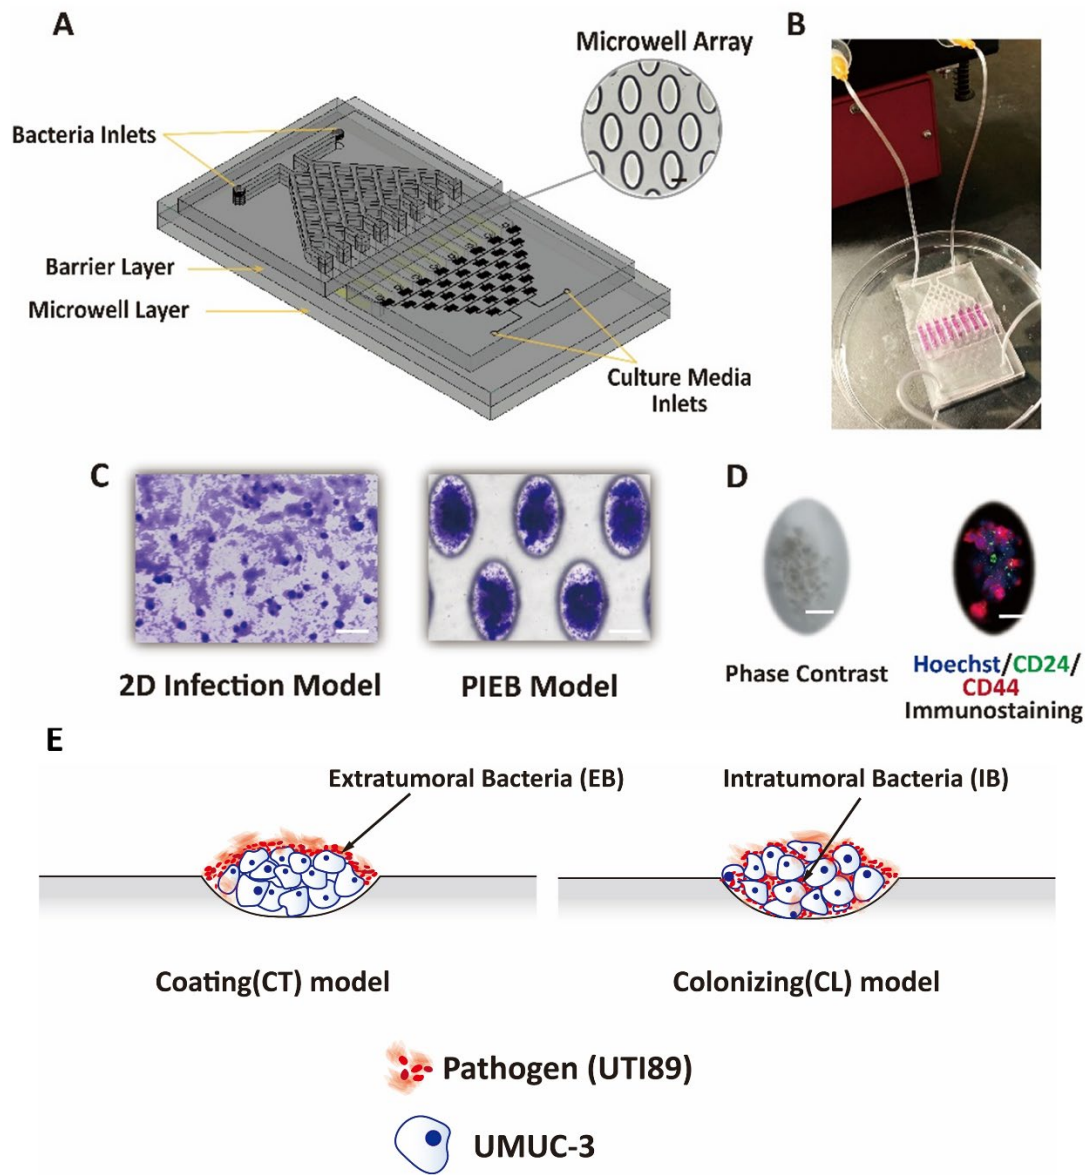 A
Microwell Array
Bacteria Inlets
Barrier Layer
Microwell Layer
Culture Media
Inlets
B
C
2D Infection Model
PIEB Model
D
Phase Contrast
Hoechst/CD24/
CD44
Immunostaining
E
Extratumoral Bacteria (EB)
Intratumoral Bacteria (IB)
Coating(CT) model
Colonizing(CL) model
Pathogen (UTI89)
UMUC-3